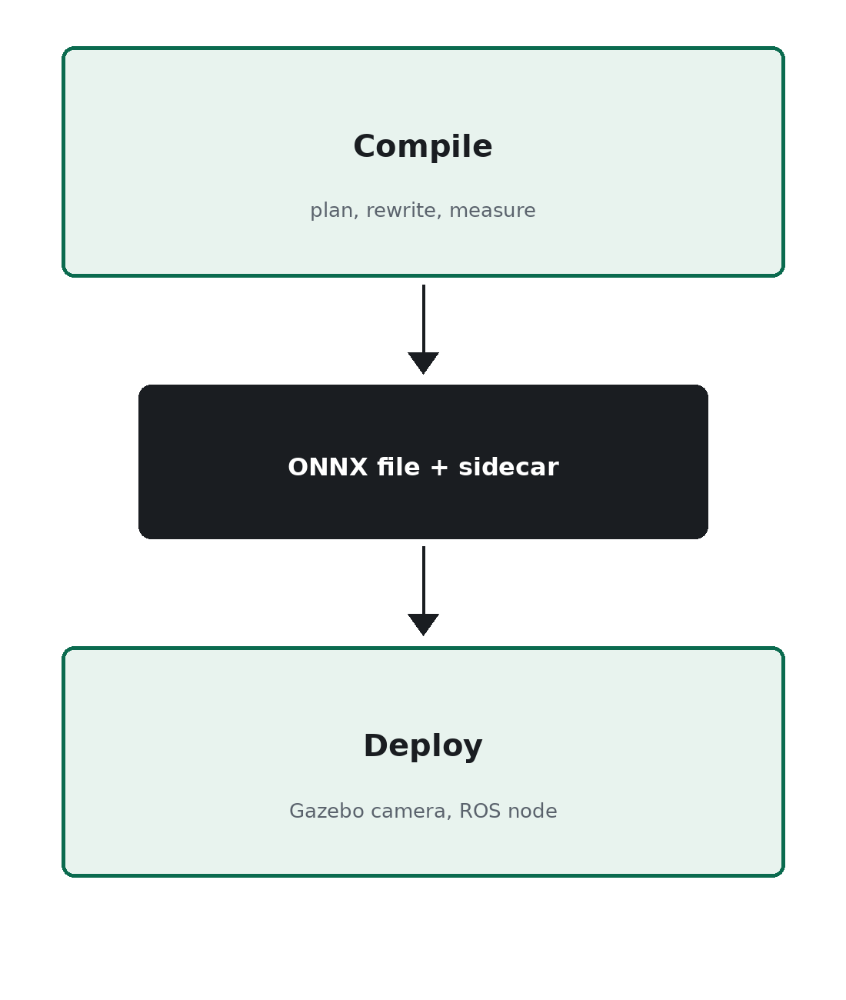 Compile
plan, rewrite, measure
ONNX file + sidecar
Deploy
Gazebo camera, ROS node